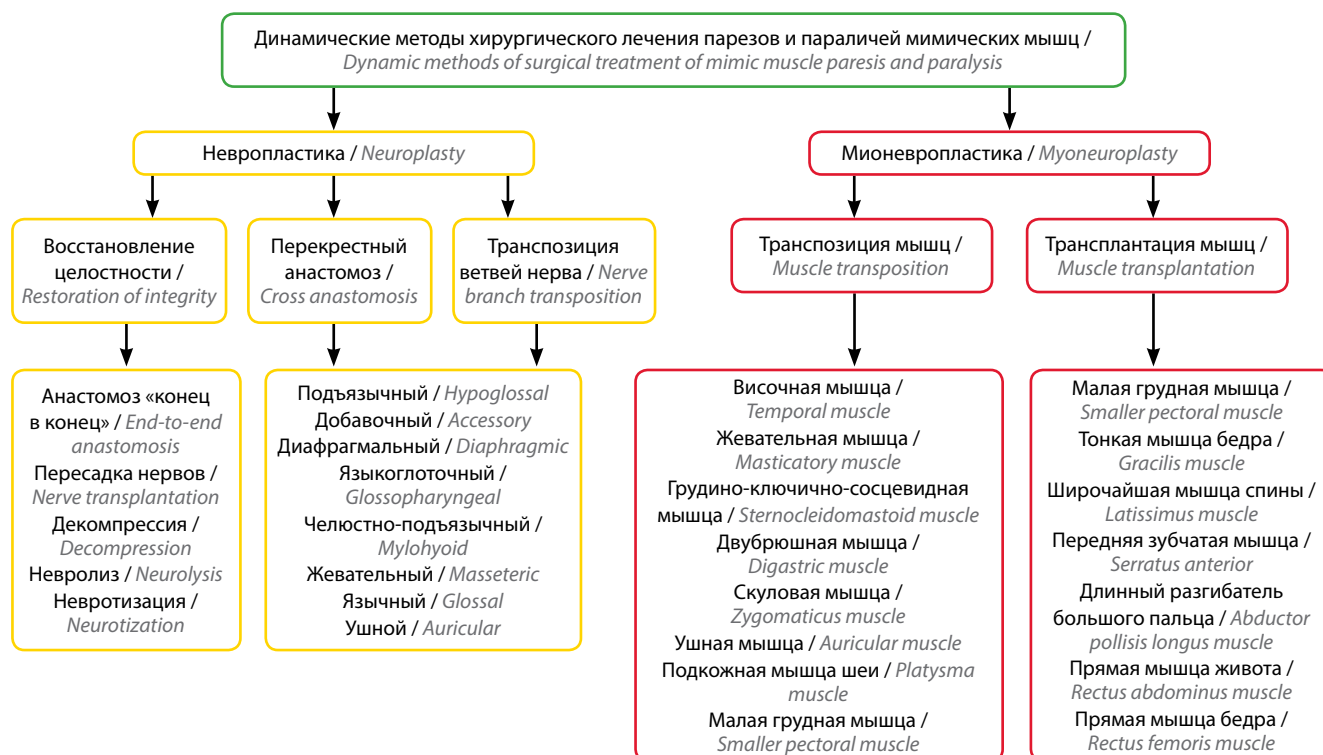 Динамические методы хирургического лечения парезов и параличей мимических мышц /
Dynamic methods of surgical treatment of mimic muscle paresis and paralysis
Невропластика / Neuroplasty
Мионевропластика / Myoneuroplasty
Восстановление
целостности /
Restoration of integrity
Перекрестный
анастомоз /
Cross anastomosis
Транспозиция
ветвей нерва / Nerve
branch transposition
Транспозиция мышц /
Muscle transposition
Трансплантация мышц /
Muscle transplantation
Анастомоз «конец
в конец» / End-to-end
anastomosis
Пересадка нервов /
Nerve transplantation
Декомпрессия /
Decompression
Невролиз / Neurolysis
Невротизация /
Neurotization
Подъязычный / Hypoglossal
Добавочный / Accessory
Диафрагмальный / Diaphragmic
Языкоглоточный /
Glossopharyngeal
Челюстно-подъязычный /
Mylohyoid
Жевательный / Masseteric
Язычный / Glossal
Ушной / Auricular
Височная мышца /
Temporal muscle
Жевательная мышца /
Masticatory muscle
Грудино-ключично-сосцевидная
мышца / Sternocleidomastoid muscle
Двубрюшная мышца /
Digastric muscle
Скуловая мышца /
Zygomaticus muscle
Ушная мышца / Auricular muscle
Подкожная мышца шеи / Platysma
muscle
Малая грудная мышца /
Smaller pectoral muscle
Малая грудная мышца /
Smaller pectoral muscle
Тонкая мышца бедра /
Gracilis muscle
Широчайшая мышца спины /
Latissimus muscle
Передняя зубчатая мышца /
Serratus anterior
Длинный разгибатель
большого пальца / Abductor
pollisis longus muscle
Прямая мышца живота /
Rectus abdominus muscle
Прямая мышца бедра /
Rectus femoris muscle